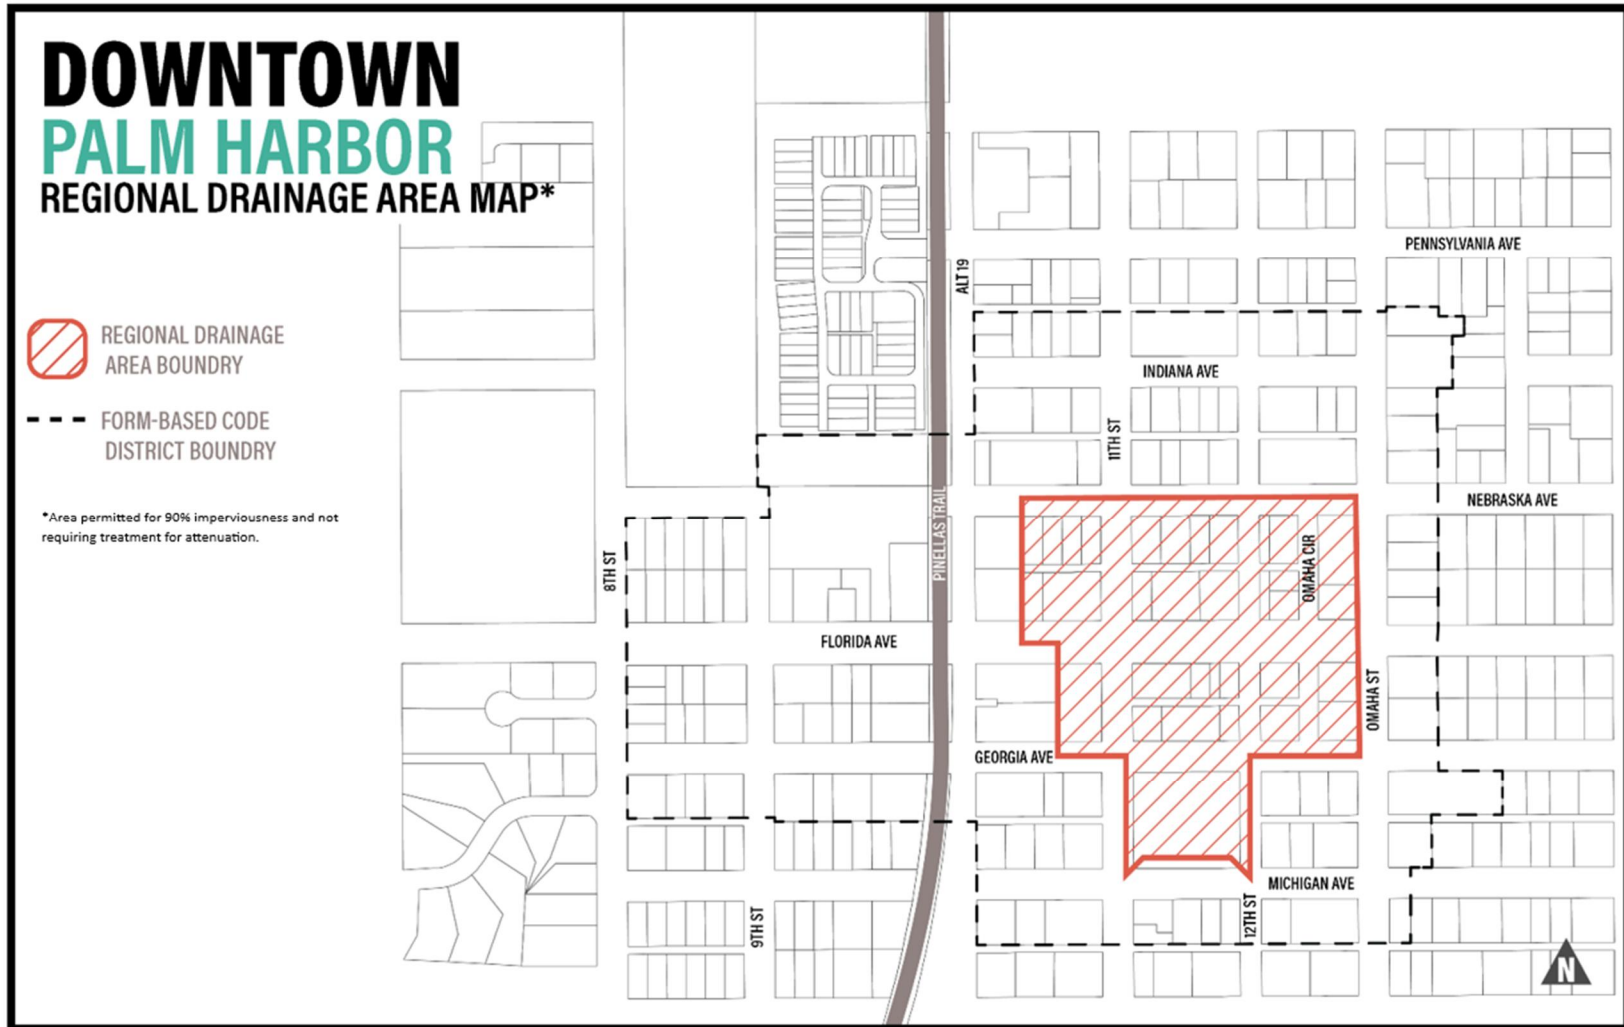 DOWNTOWN
PALM HARBOR
REGIONAL DRAINAGE AREA MAP*
REGIONAL DRAINAGE
AREA BOUNDRY
FORM-BASED CODE
DISTRICT BOUNDRY
*Area permitted for 90% imperviousness and not
requiring treatment for attenuation.
PENNSYLVANIA AVE
ALT 19
INDIANA AVE
11TH ST
NEBRASKA AVE
PINELLAS TRAIL
OMAHA CIR
8TH ST
FLORIDA AVE
OMAHA ST
GEORGIA AVE
MICHIGAN AVE
12TH ST
9TH ST
N